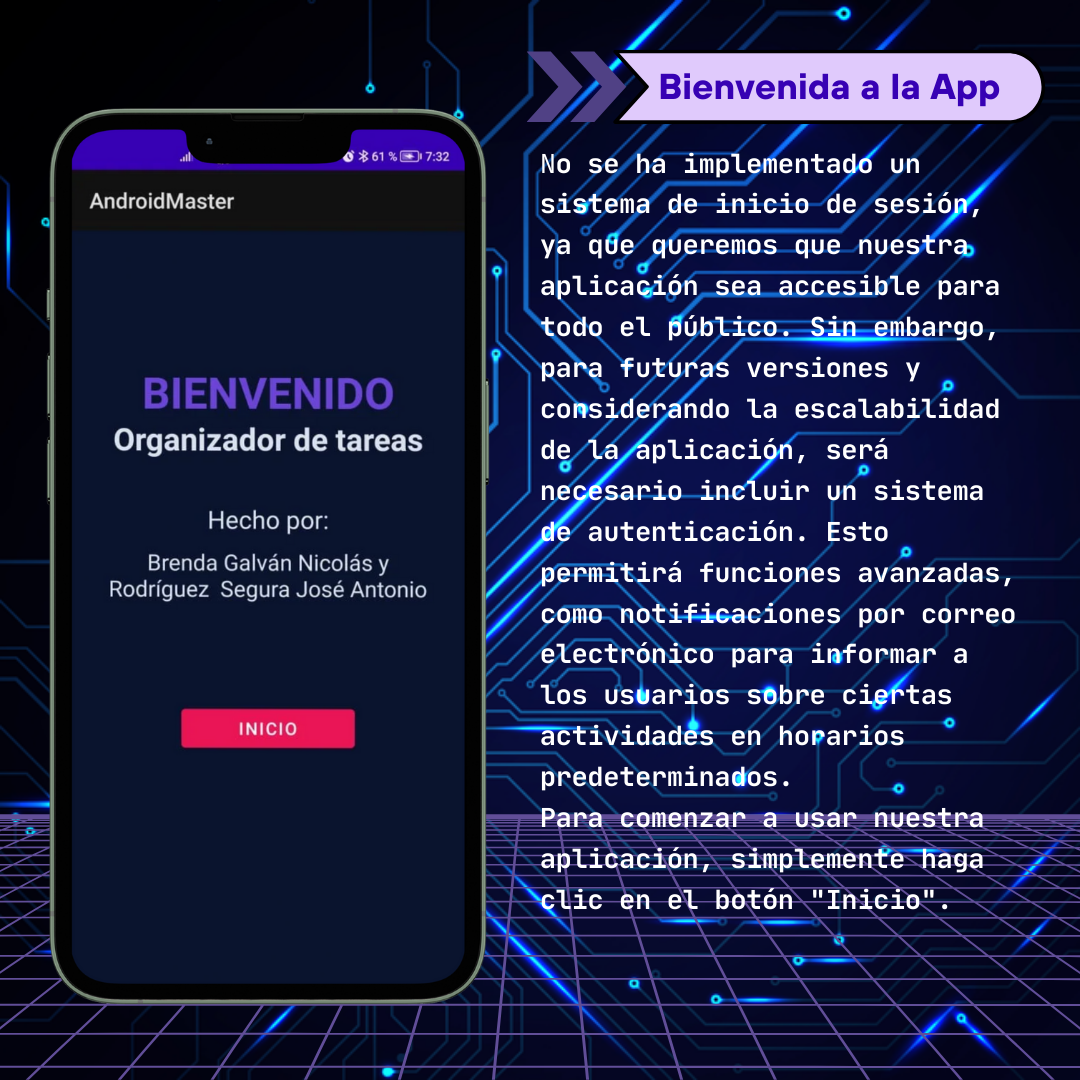 Bienvenida a la App
61 % 7:32
AndroidMaster
BIENVENIDO
Organizador de tareas
Hecho por:
Brenda Galván Nicolás y
Rodríguez Segura José Antonio
INICIO
No se ha implementado un
sistema de inicio de sesión,
ya que queremos que nuestra
aplicación sea accesible para
todo el público. Sin embargo,
para futuras versiones y
considerando la escalabilidad
de la aplicación, será
necesario incluir un sistema
de autenticación. Esto
permitirá funciones avanzadas,
como notificaciones por correo
electrónico para informar a
los usuarios sobre ciertas
actividades en horarios
predeterminados.
Para comenzar a usar nuestra
aplicación, simplemente haga
clic en el botón "Inicio".